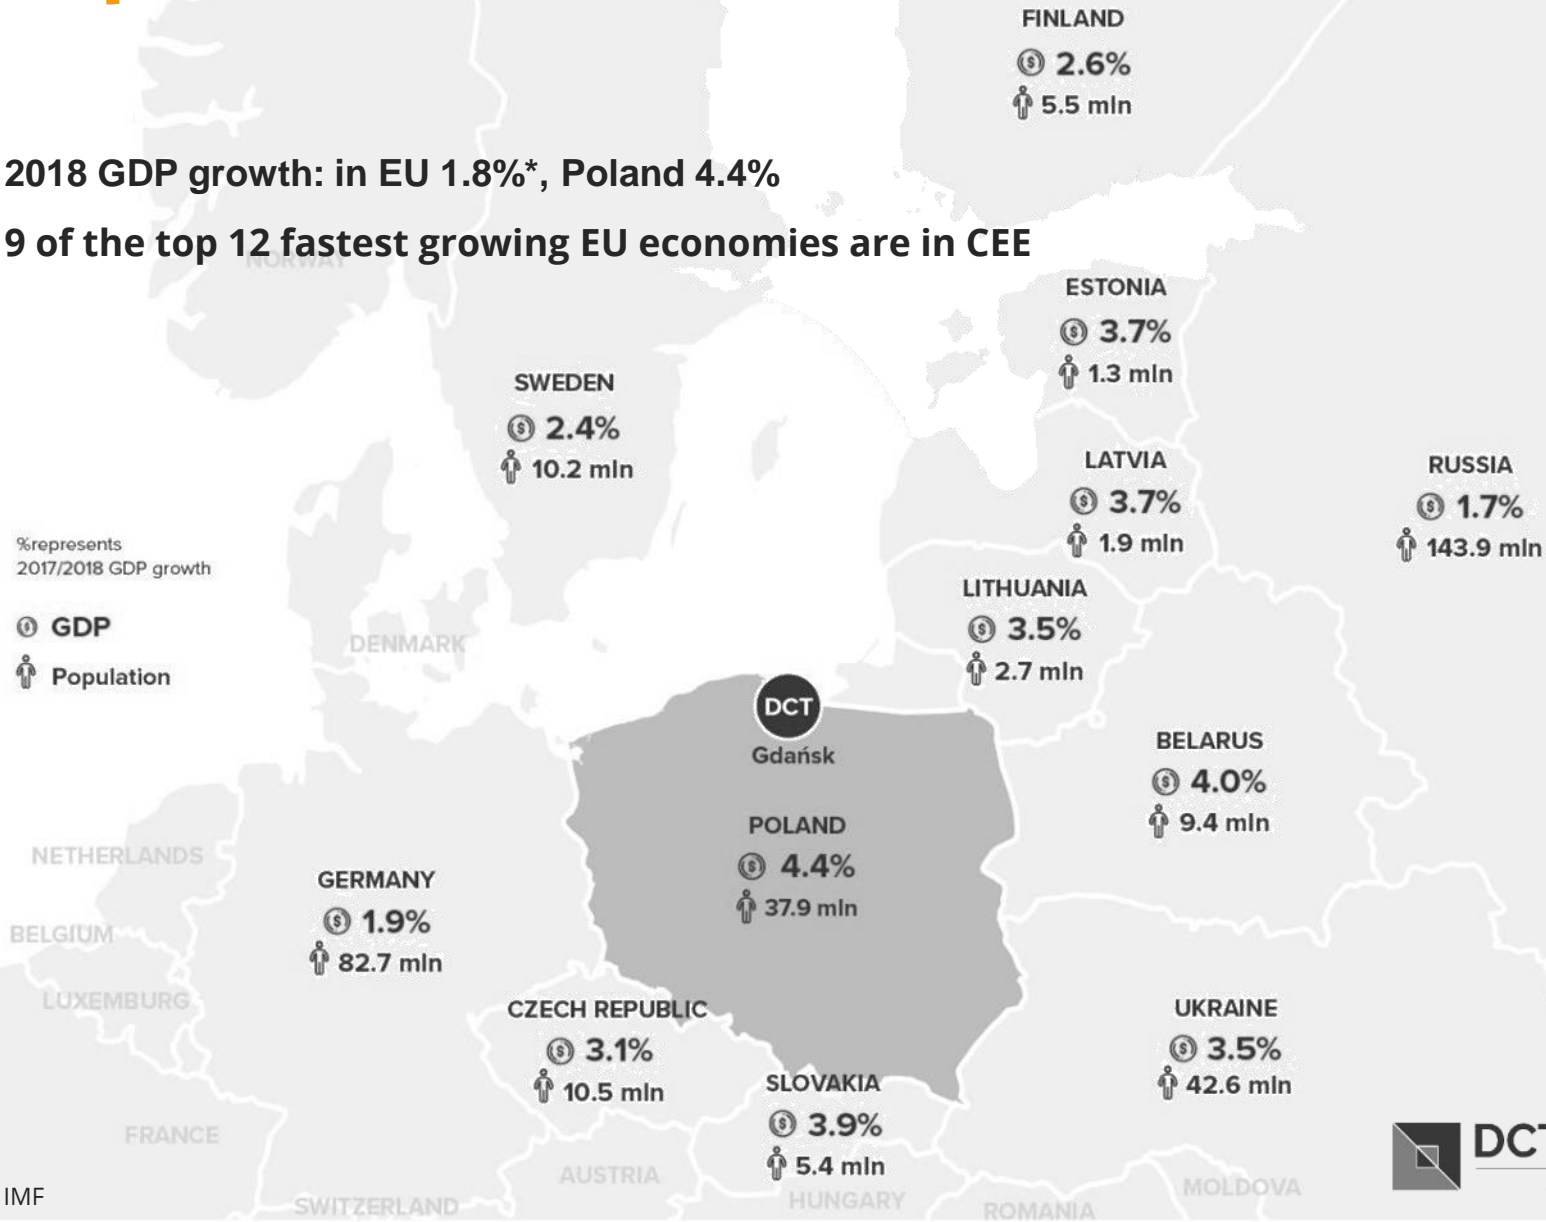 FINLAND
2.6%
5.5 mln
2018 GDP growth: in EU 1.8%*, Poland 4.4%
9 of the top 12 fastest growing EU economies are in CEE
NORWAY
ESTONIA
3.7%
1.3 mln
SWEDEN
2.4%
10.2 mln
LATVIA
3.7%
1.9 mln
RUSSIA
1.7%
143.9 mln
%represents
2017/2018 GDP growth
GDP
Population
DENMARK
LITHUANIA
3.5%
2.7 mln
DCT
Gdańsk
BELARUS
4.0%
9.4 mln
POLAND
4.4%
37.9 mln
NETHERLANDS
GERMANY
1.9%
82.7 mln
BELGIUM
LUXEMBURG
CZECH REPUBLIC
3.1%
10.5 mln
UKRAINE
3.5%
42.6 mln
SLOVAKIA
3.9%
5.4 mln
FRANCE
AUSTRIA
SWITZERLAND
HUNGARY
ROMANIA
MOLDOVA
DCT
IMF